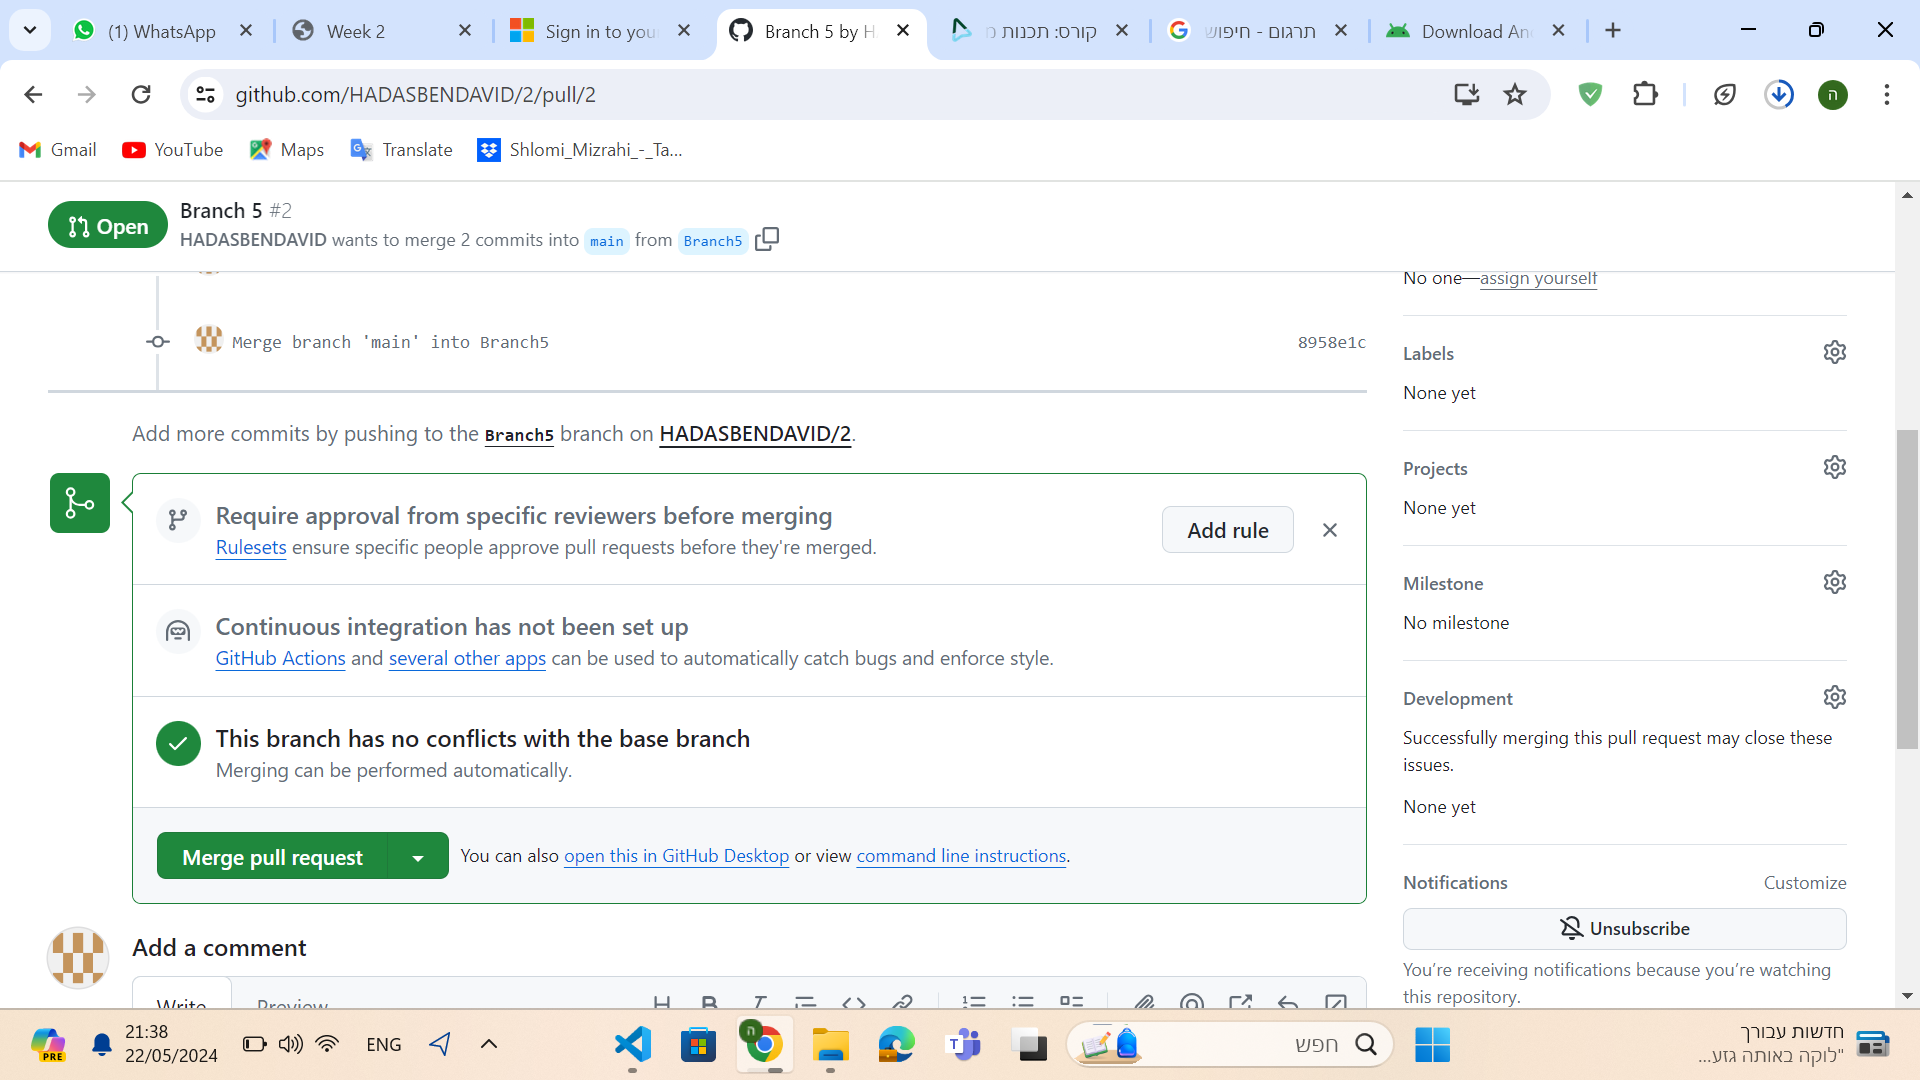 (1) WhatsApp
Week 2
Sign in to you
Branch 5 by H
קורס: תכנות מ
תרגום - חיפוש
Download An
github.com/HADASBENDAVID/2/pull/2
ה
Gmail
YouTube
Maps
Translate
Shlomi_Mizrahi_-_Ta...
Open
Branch 5 #2
HADASBENDAVID wants to merge 2 commits into main from Branch5
No one—assign yourself
Merge branch 'main' into Branch5
8958e1c
Labels
None yet
Add more commits by pushing to the Branch5 branch on HADASBENDAVID/2.
Projects
None yet
Require approval from specific reviewers before merging
Rulesets ensure specific people approve pull requests before they're merged.
Add rule
Milestone
No milestone
Continuous integration has not been set up
GitHub Actions and several other apps can be used to automatically catch bugs and enforce style.
Development
Successfully merging this pull request may close these
issues.
None yet
This branch has no conflicts with the base branch
Merging can be performed automatically.
Merge pull request
You can also open this in GitHub Desktop or view command line instructions.
Notifications
Customize
Unsubscribe
You're receiving notifications because you're watching
this repository.
Add a comment
Write
Preview
PRE
21:38
22/05/2024
ENG
ה
חפש
חדשות עבורך
"לוקה באותה גזע...